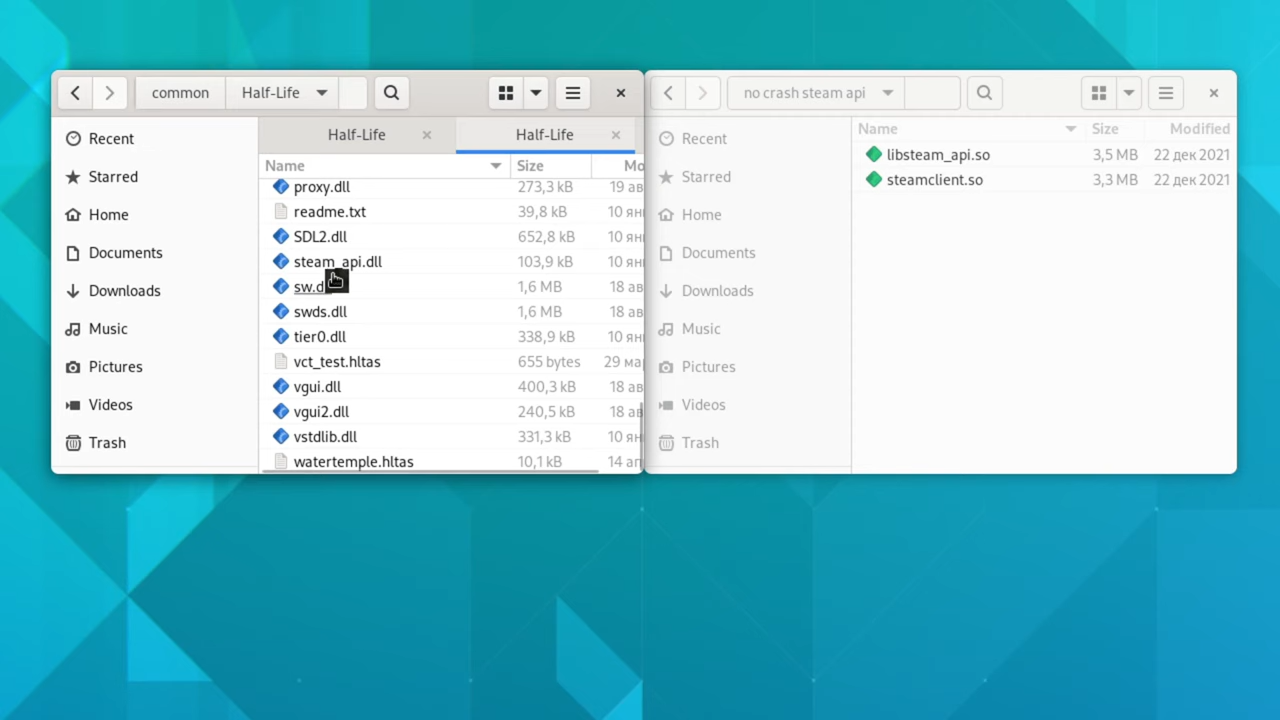 common Half-Life
Recent
Starred
Home
Documents
Downloads
Music
Pictures
Videos
Trash
Half-Life Half-Life
Name Size Mo
proxy.dll 273,3 kB 19 ав
readme.txt 39,8 kB 10 ян
SDL2.dll 652,8 kB 10 ян
steam_api.dll 103,9 kB 10 ян
sw.d 1,6 MB 18 ав
swds.dll 1,6 MB 18 ав
tier0.dll 338,9 kB 10 ян
vct_test.hltas 655 bytes 29 ма
vgui.dll 400,3 kB 18 ав
vgui2.dll 240,5 kB 18 ав
vstdlib.dll 331,3 kB 10 ян
watertemple.hltas 10,1 kB 14 ап
no crash steam api
Recent
Starred
Home
Documents
Downloads
Music
Pictures
Videos
Trash
Name Size Modified
libsteam_api.so 3,5 MB 22 дек 2021
steamclient.so 3,3 MB 22 дек 2021